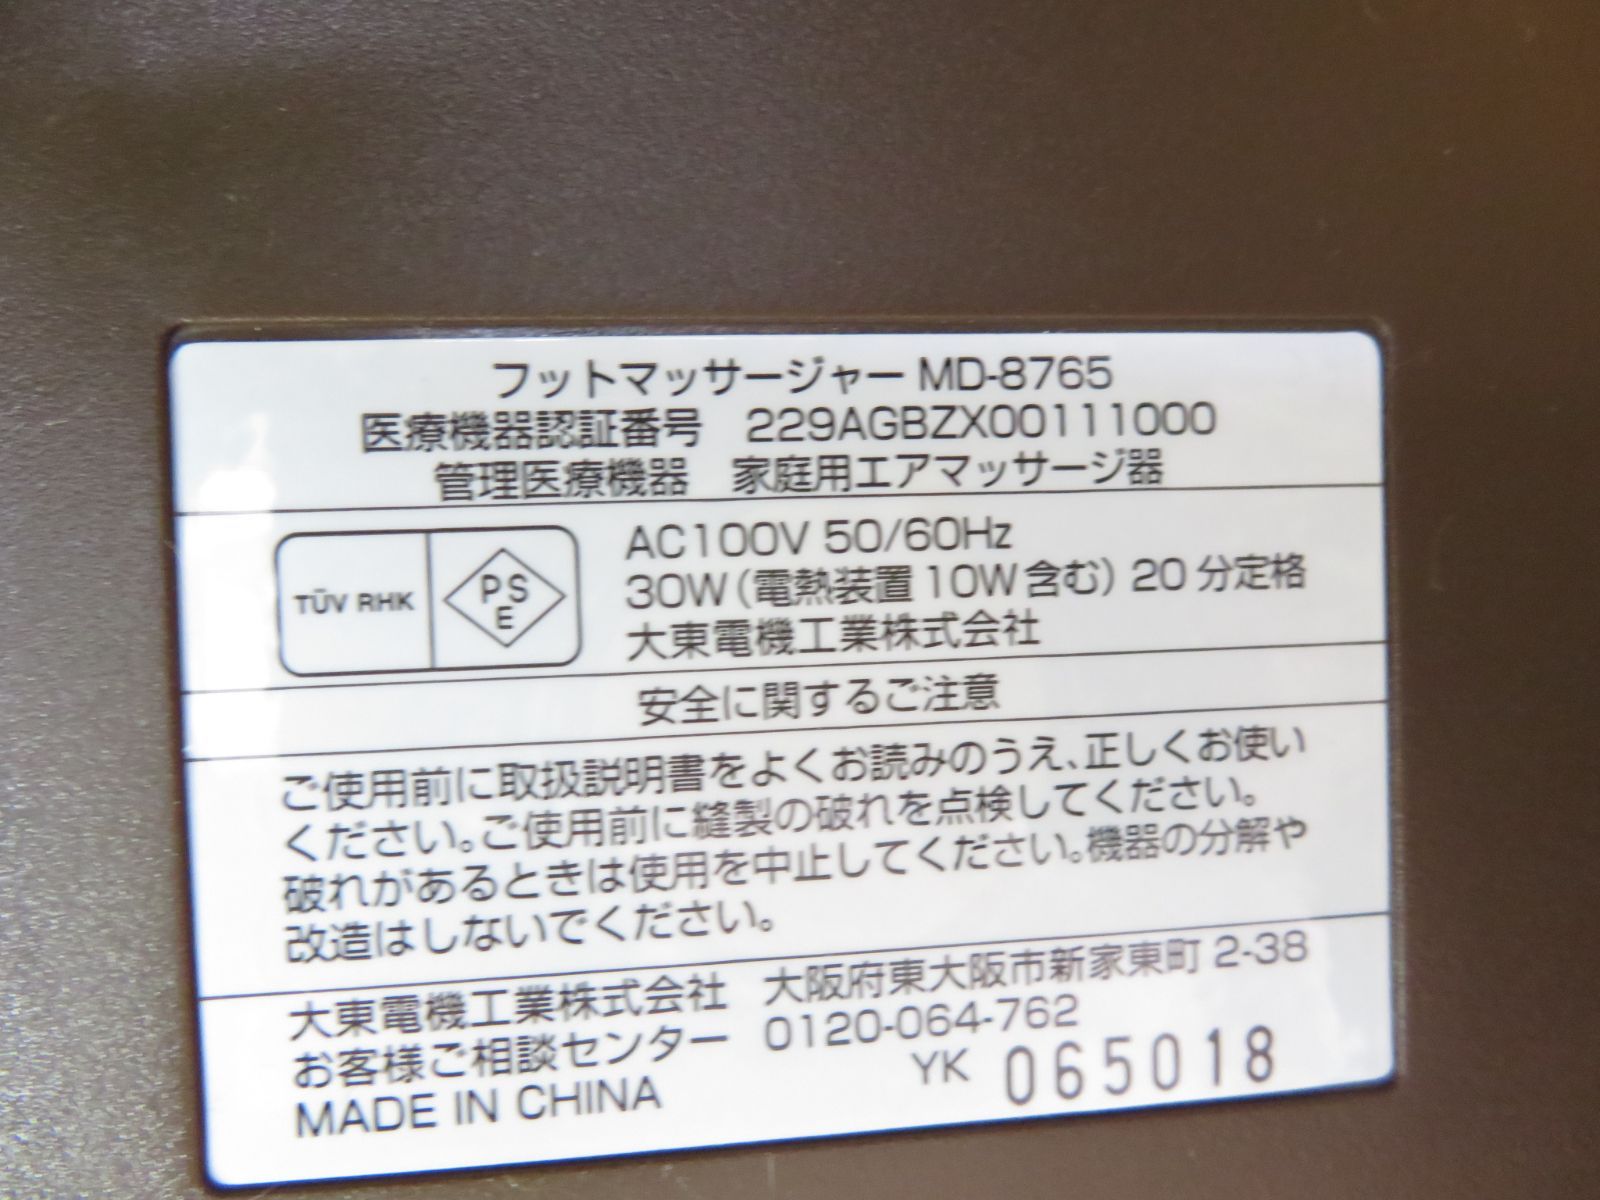 フットマッサージャー MD-8765
医療機器認証番号 229AGBZX00111000
管理医療機器 家庭用エアマッサージ器
TÜV RHK
PS
E
AC100V 50/60Hz
30W(電熱装置10W含む)20分定格
大東電機工業株式会社
安全に関するご注意
ご使用前に取扱説明書をよくお読みのうえ、正しくお使い
ください。ご使用前に縫製の破れを点検してください。
破れがあるときは使用を中止してください。機器の分解や
改造はしないでください。
大東電機工業株式会社 大阪府東大阪市新家東町 2-38
お客様ご相談センター 0120-064-762
MADE IN CHINA
YK 065018